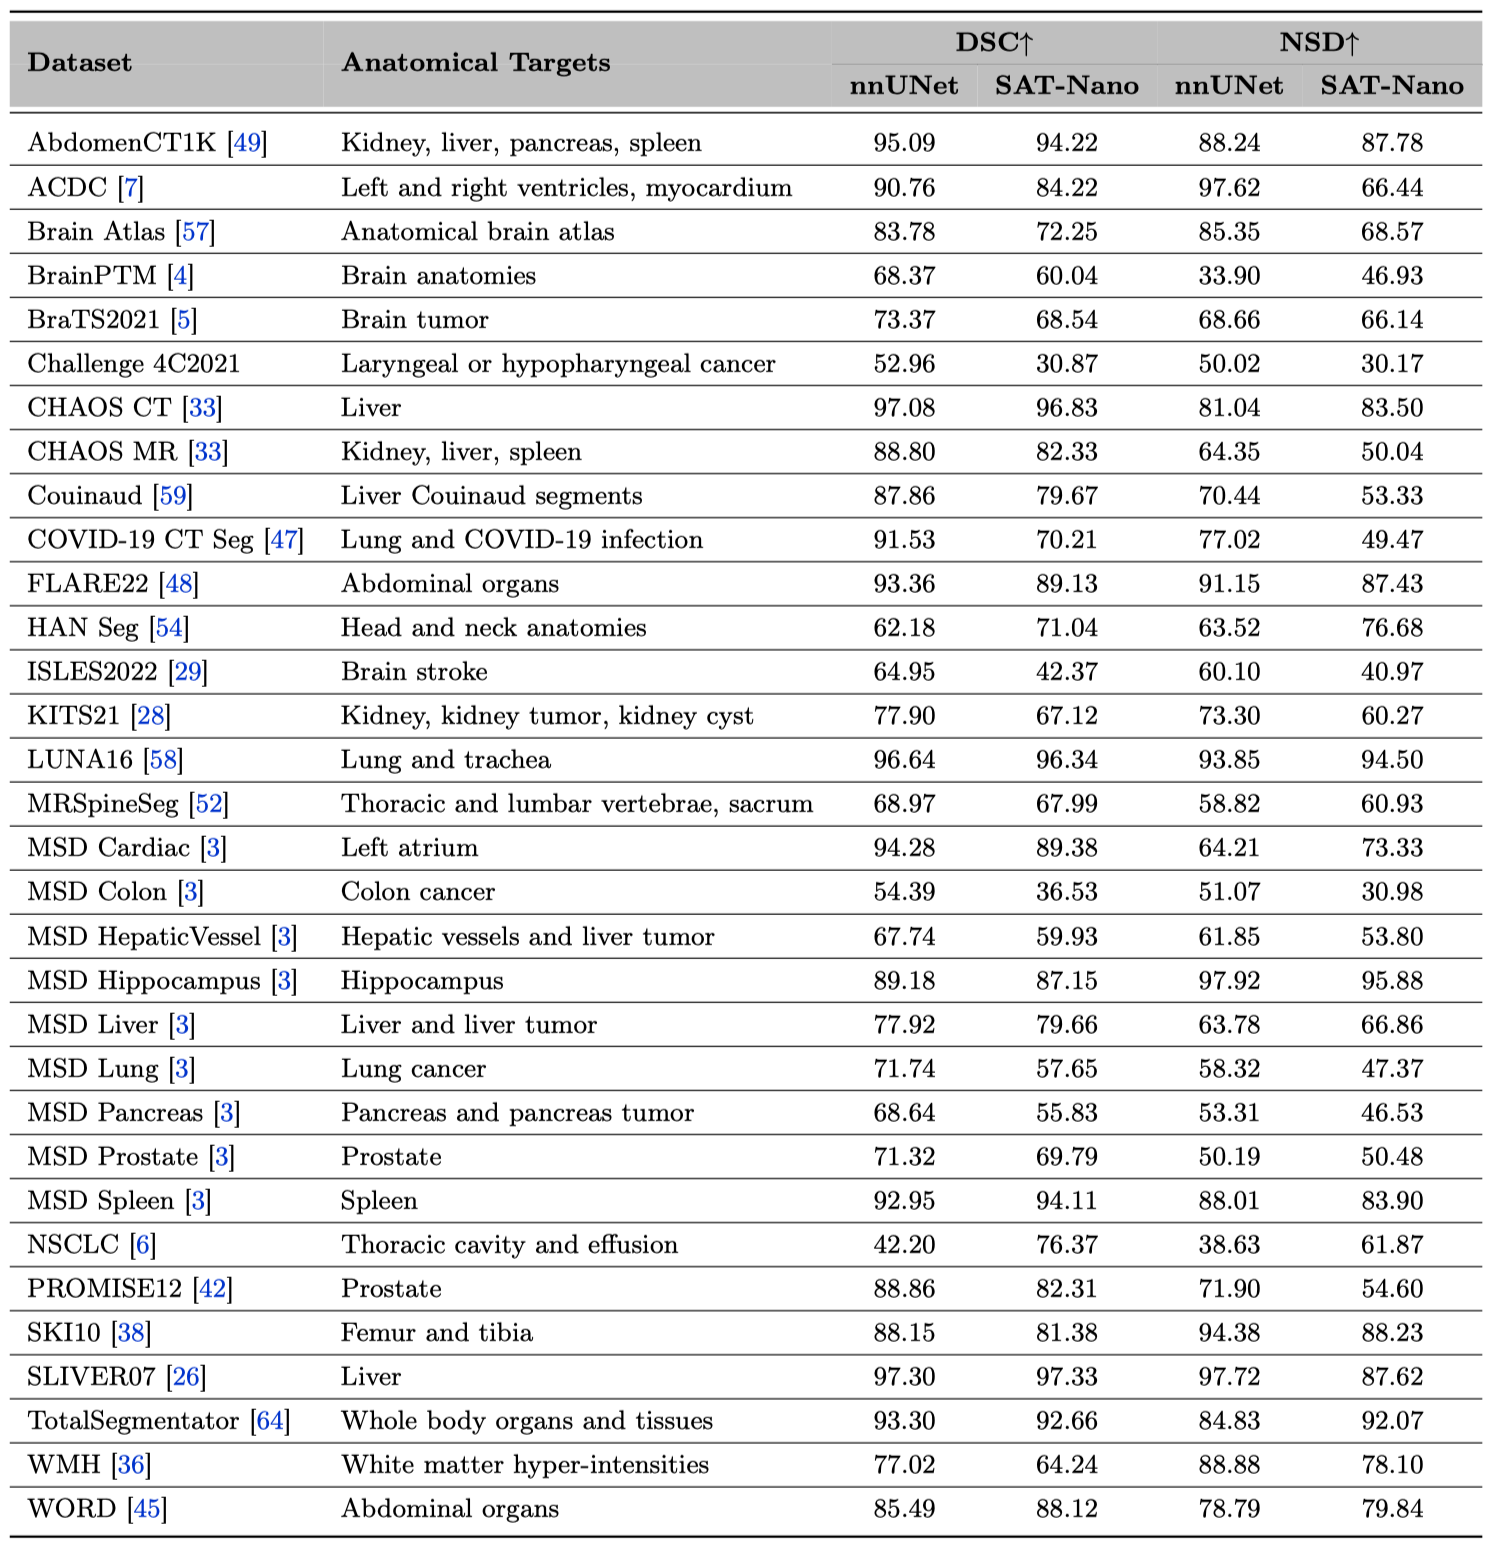 Dataset Anatomical Targets DSC↑ NSD↑
nnUNet SAT-Nano nnUNet SAT-Nano
AbdomenCT1K [49] Kidney, liver, pancreas, spleen 95.09 94.22 88.24 87.78
ACDC [7] Left and right ventricles, myocardium 90.76 84.22 97.62 66.44
Brain Atlas [57] Anatomical brain atlas 83.78 72.25 85.35 68.57
BrainPTM [4] Brain anatomies 68.37 60.04 33.90 46.93
BraTS2021 [5] Brain tumor 73.37 68.54 68.66 66.14
Challenge 4C2021 Laryngeal or hypopharyngeal cancer 52.96 30.87 50.02 30.17
CHAOS CT [33] Liver 97.08 96.83 81.04 83.50
CHAOS MR [33] Kidney, liver, spleen 88.80 82.33 64.35 50.04
Couinaud [59] Liver Couinaud segments 87.86 79.67 70.44 53.33
COVID-19 CT Seg [47] Lung and COVID-19 infection 91.53 70.21 77.02 49.47
FLARE22 [48] Abdominal organs 93.36 89.13 91.15 87.43
HAN Seg [54] Head and neck anatomies 62.18 71.04 63.52 76.68
ISLES2022 [29] Brain stroke 64.95 42.37 60.10 40.97
KITS21 [28] Kidney, kidney tumor, kidney cyst 77.90 67.12 73.30 60.27
LUNA16 [58] Lung and trachea 96.64 96.34 93.85 94.50
MRSpineSeg [52] Thoracic and lumbar vertebrae, sacrum 68.97 67.99 58.82 60.93
MSD Cardiac [3] Left atrium 94.28 89.38 64.21 73.33
MSD Colon [3] Colon cancer 54.39 36.53 51.07 30.98
MSD HepaticVessel [3] Hepatic vessels and liver tumor 67.74 59.93 61.85 53.80
MSD Hippocampus [3] Hippocampus 89.18 87.15 97.92 95.88
MSD Liver [3] Liver and liver tumor 77.92 79.66 63.78 66.86
MSD Lung [3] Lung cancer 71.74 57.65 58.32 47.37
MSD Pancreas [3] Pancreas and pancreas tumor 68.64 55.83 53.31 46.53
MSD Prostate [3] Prostate 71.32 69.79 50.19 50.48
MSD Spleen [3] Spleen 92.95 94.11 88.01 83.90
NSCLC [6] Thoracic cavity and effusion 42.20 76.37 38.63 61.87
PROMISE12 [42] Prostate 88.86 82.31 71.90 54.60
SKI10 [38] Femur and tibia 88.15 81.38 94.38 88.23
SLIVER07 [26] Liver 97.30 97.33 97.72 87.62
TotalSegmentator [64] Whole body organs and tissues 93.30 92.66 84.83 92.07
WMH [36] White matter hyper-intensities 77.02 64.24 88.88 78.10
WORD [45] Abdominal organs 85.49 88.12 78.79 79.84